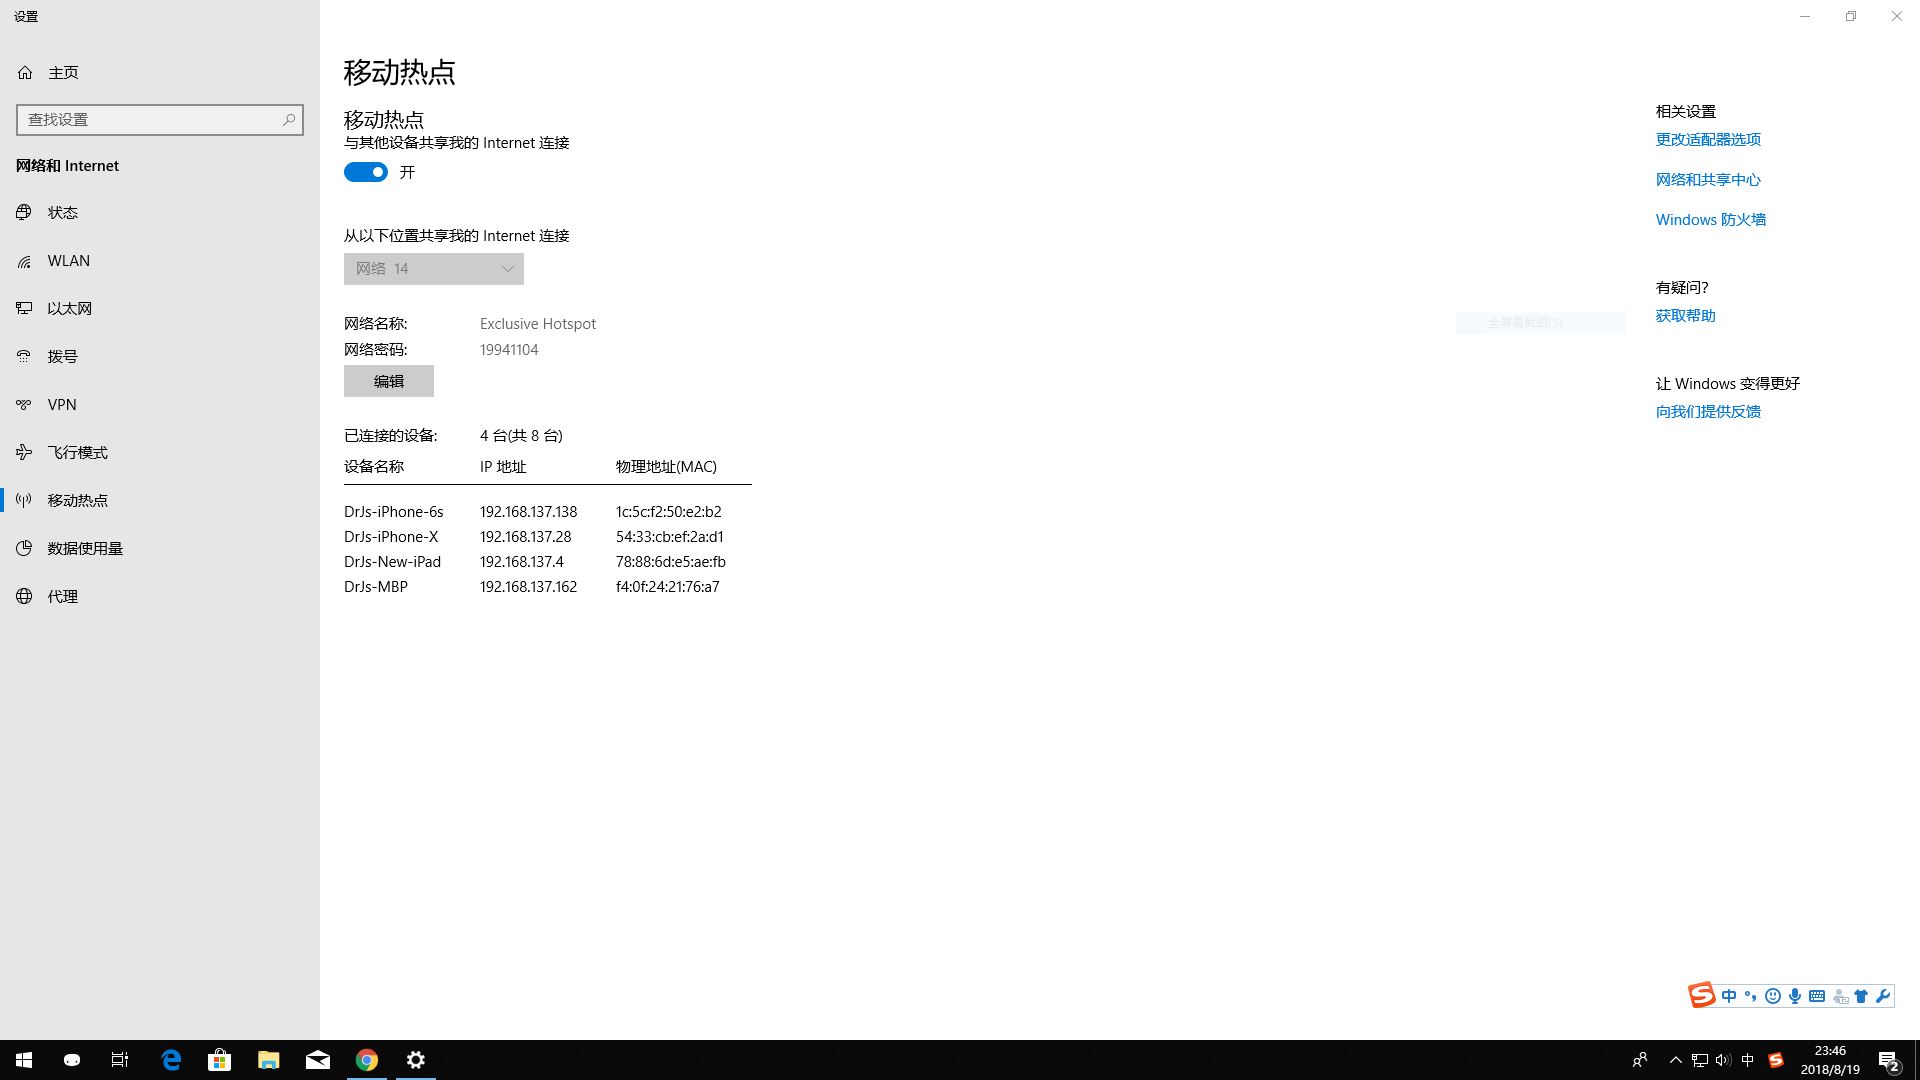 设置
主页
查找设置
网络和 Internet
状态
WLAN
以太网
拨号
VPN
飞行模式
移动热点
数据使用量
代理
移动热点
移动热点
与其他设备共享我的 Internet 连接
开
从以下位置共享我的 Internet 连接
网络 14
网络名称: Exclusive Hotspot
网络密码: 19941104
编辑
已连接的设备: 4 台(共 8 台)
设备名称 IP 地址 物理地址(MAC)
DrJs-iPhone-6s 192.168.137.138 1c:5c:f2:50:e2:b2
DrJs-iPhone-X 192.168.137.28 54:33:cb:ef:2a:d1
DrJs-New-iPad 192.168.137.4 78:88:6d:e5:ae:fb
DrJs-MBP 192.168.137.162 f4:0f:24:21:76:a7
全屏幕截图(S)
相关设置
更改适配器选项
网络和共享中心
Windows 防火墙
有疑问?
获取帮助
让 Windows 变得更好
向我们提供反馈
中
中
23:46
2018/8/19
2